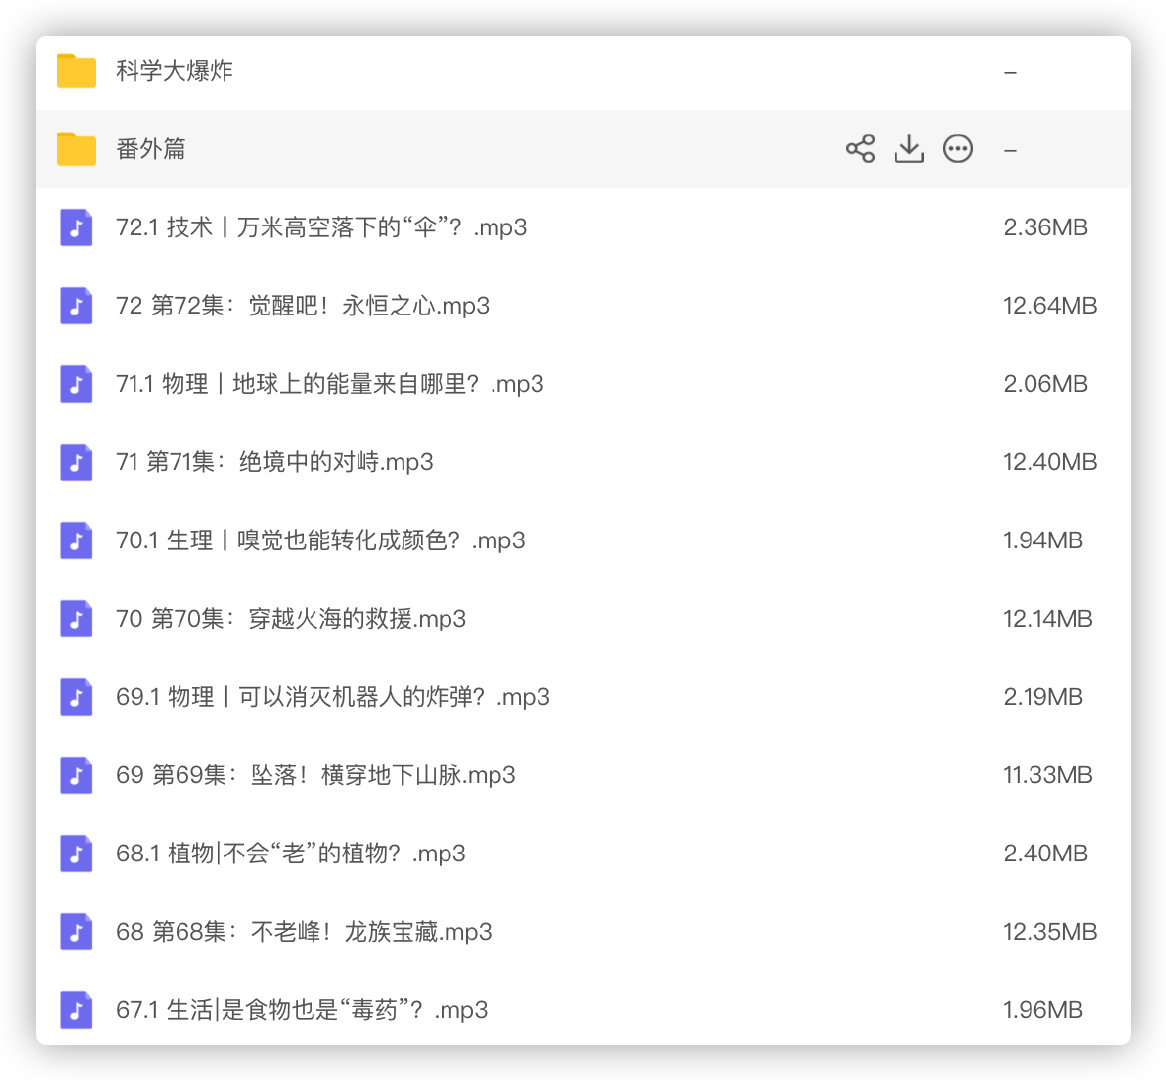 科学大爆炸 –
番外篇 –
72.1 技术｜万米高空落下的“伞”？.mp3 2.36MB
72 第72集：觉醒吧！永恒之心.mp3 12.64MB
71.1 物理｜地球上的能量来自哪里？.mp3 2.06MB
71 第71集：绝境中的对峙.mp3 12.40MB
70.1 生理｜嗅觉也能转化成颜色？.mp3 1.94MB
70 第70集：穿越火海的救援.mp3 12.14MB
69.1 物理｜可以消灭机器人的炸弹？.mp3 2.19MB
69 第69集：坠落！横穿地下山脉.mp3 11.33MB
68.1 植物|不会“老”的植物？.mp3 2.40MB
68 第68集：不老峰！龙族宝藏.mp3 12.35MB
67.1 生活|是食物也是“毒药”？.mp3 1.96MB